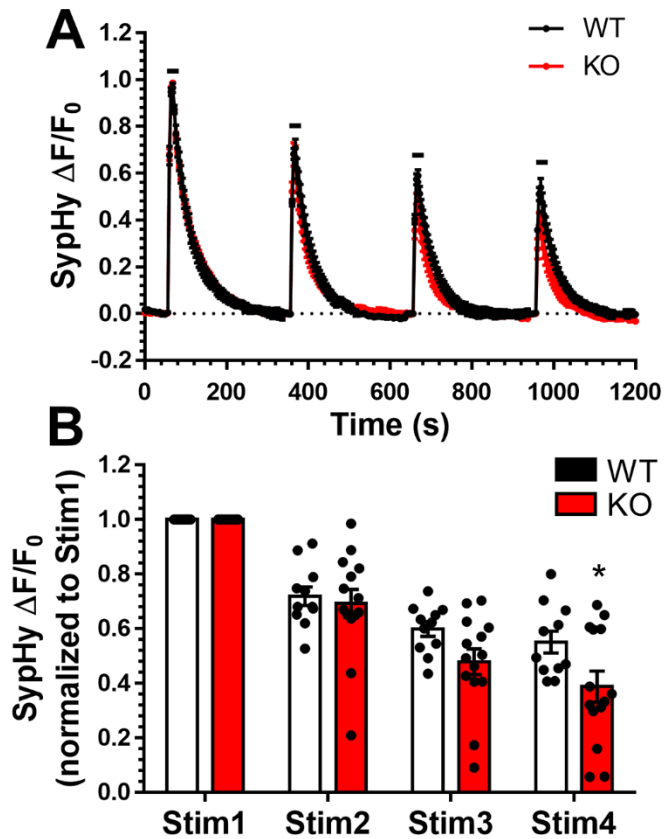 A
WT
KO
SypHy ΔF/F₀
1.2
1.0
0.8
0.6
0.4
0.2
0.0
-0.2
0 200 400 600 800 1000 1200
Time (s)
B
WT
KO
SypHy ΔF/F₀
(normalized to Stim1)
1.2
1.0
0.8
0.6
0.4
0.2
0.0
*
Stim1 Stim2 Stim3 Stim4